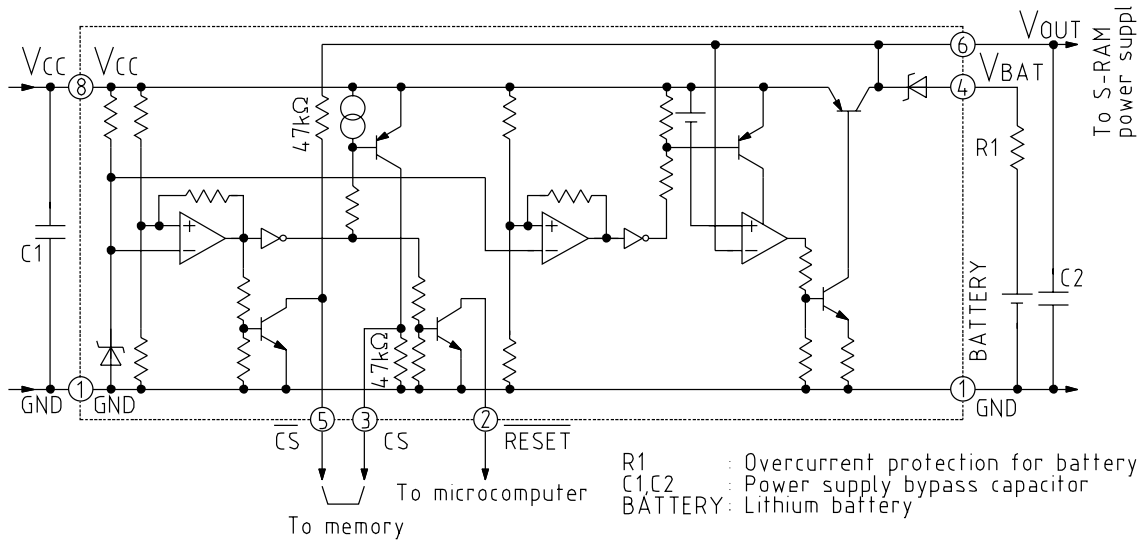 VOUT
To S-RAM
power suppl
VCC
VCC
VBAT
8
6
4
47kΩ
R1
C1
C2
BATTERY
47kΩ
1
1
GND
GND
GND
5
3
2
CS
CS
RESET
To microcomputer
To memory
R1 : Overcurrent protection for battery
C1,C2 : Power supply bypass capacitor
BATTERY : Lithium battery